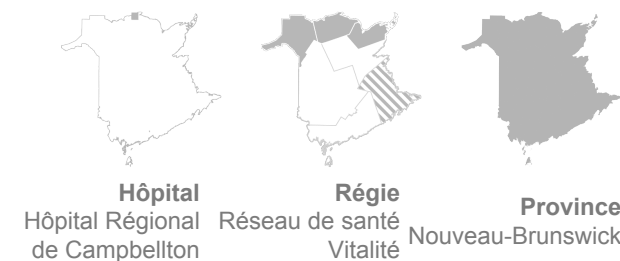 Hôpital
Hôpital Régional
de Campbellton
Régie
Réseau de santé
Vitalité
Province
Nouveau-Brunswick